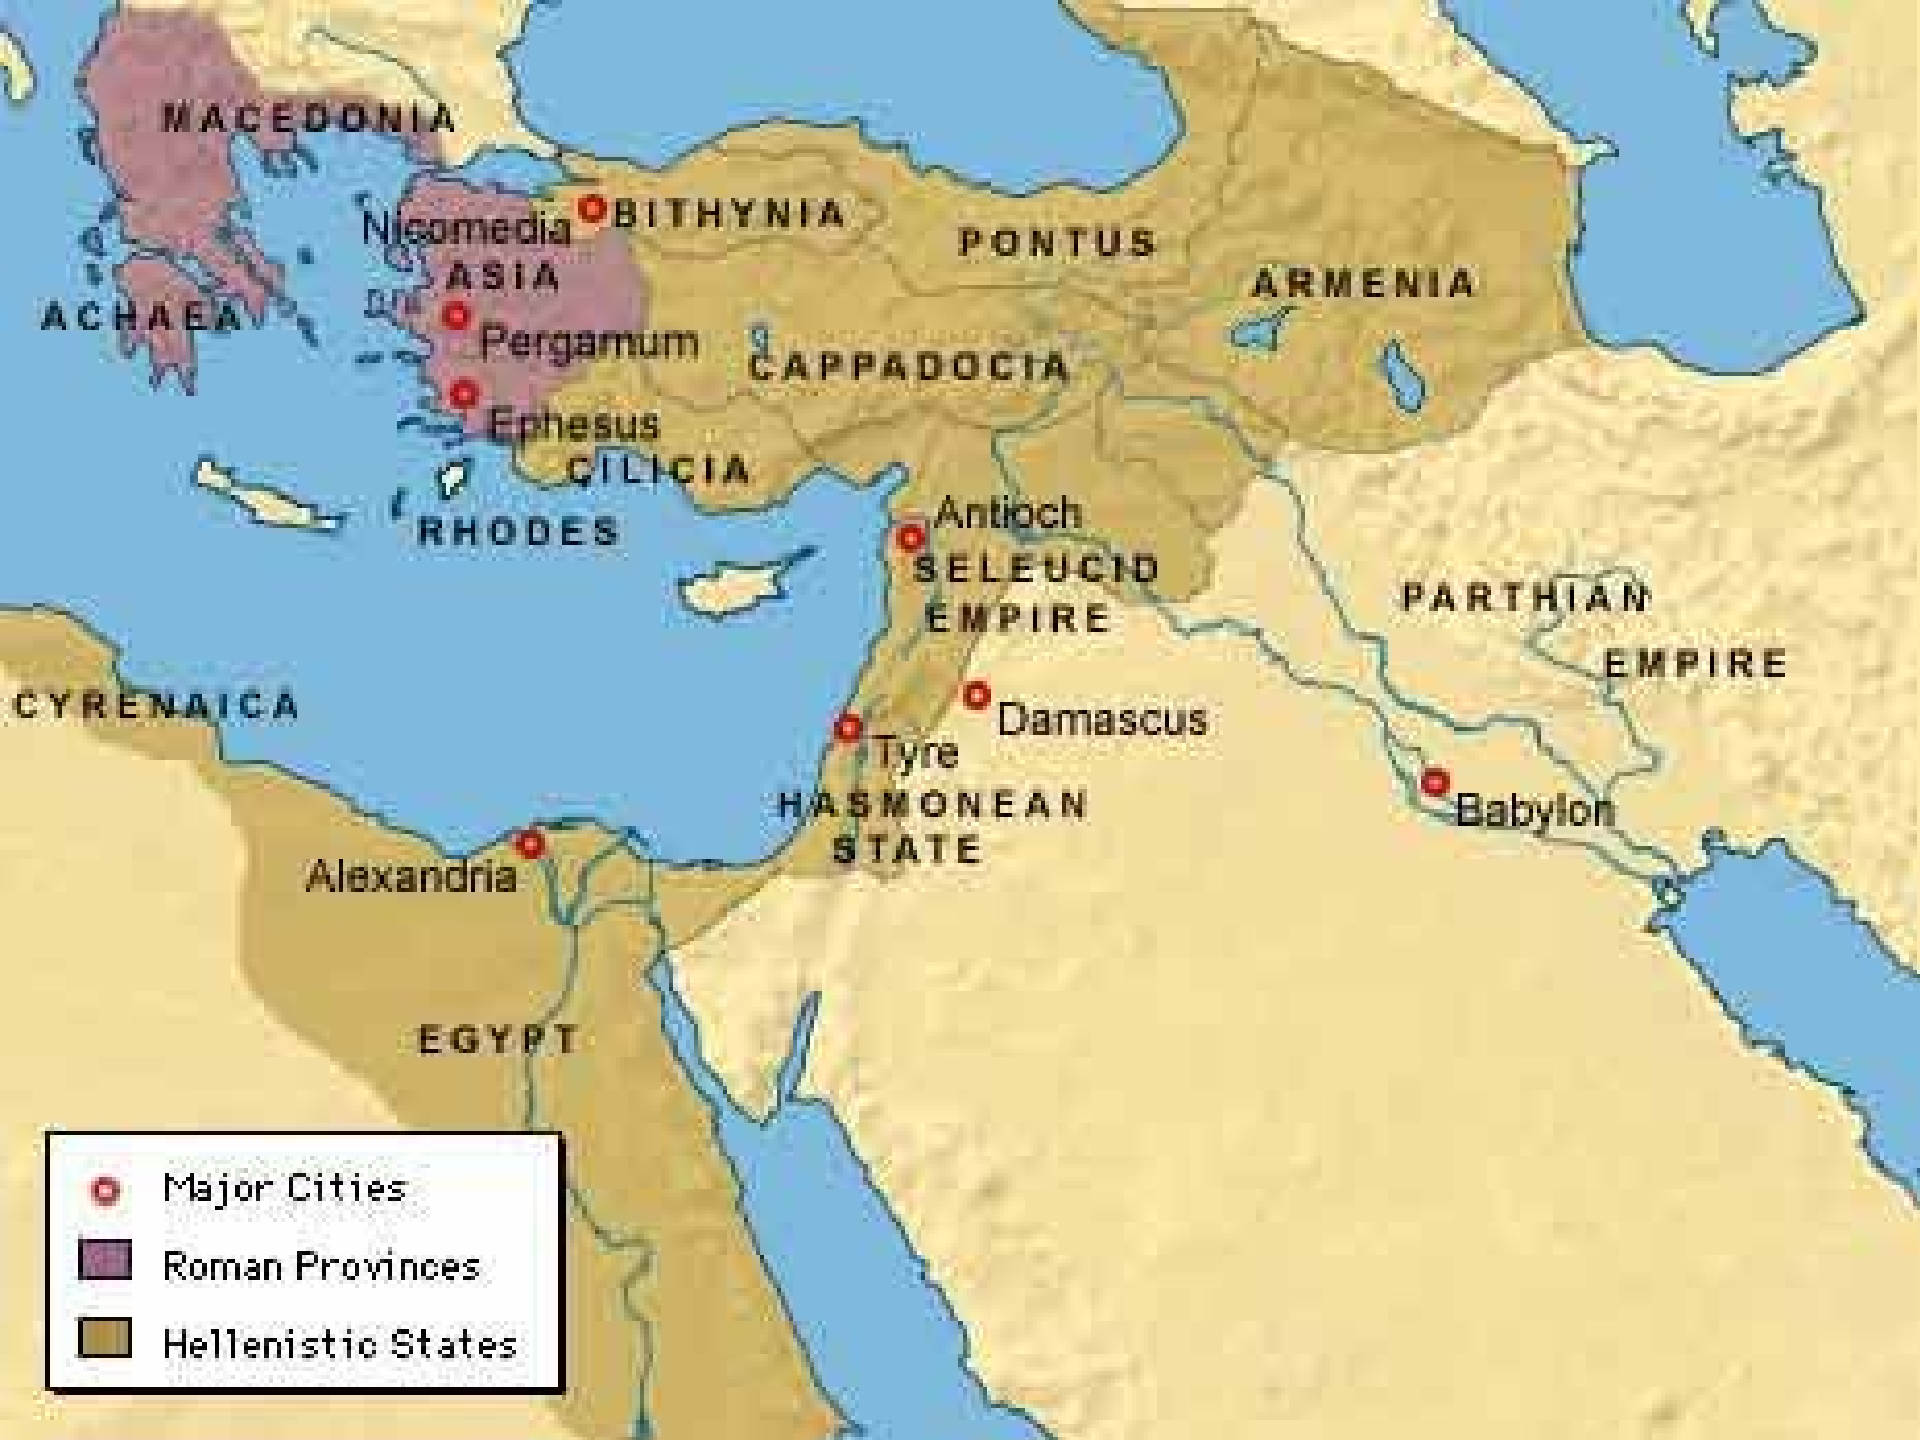 MACEDONIA
Nicomedia
BITHYNIA
PONTUS
ASIA
ARMENIA
ACHAEA
Pergamum
CAPPADOCIA
Ephesus
CILICIA
RHODES
Antioch
SELEUCID
EMPIRE
PARTHIAN
EMPIRE
CYRENAICA
Damascus
Tyre
HASMONEAN
STATE
Babylon
Alexandria
EGYPT
Major Cities
Roman Provinces
Hellenistic States